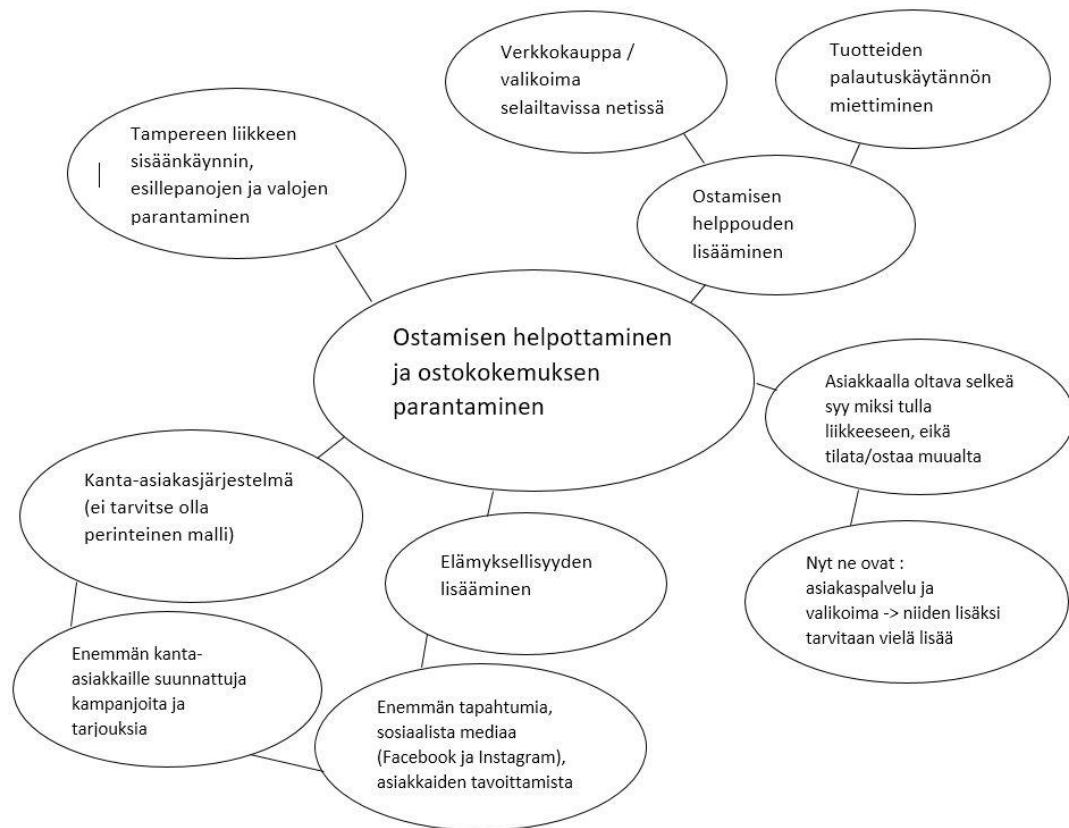 Verkkokauppa /
valikoima
selailtavissa netissä
Tuotteiden
palautuskäytännön
miettiminen
Tampereen liikkeen
sisäänkäynnin,
esillepanojen ja valojen
parantaminen
Ostamisen
helppouden
lisääminen
Ostamisen helpottaminen
ja ostokokemuksen
parantaminen
Asiakkaalla oltava selkeä
syy miksi tulla
liikkeeseen, eikä
tilata/ostaa muualta
Kanta-asiakasjärjestelmä
(ei tarvitse olla
perinteinen malli)
Elämyksellisyyden
lisääminen
Nyt ne ovat :
asiakaspalvelu ja
valikoima -> niiden lisäksi
tarvitaan vielä lisää
Enemmän kanta-
asiakkaille suunnattuja
kampanjoita ja
tarjouksia
Enemmän tapahtumia,
sosiaalista mediaa
(Facebook ja Instagram),
asiakkaiden tavoittamista